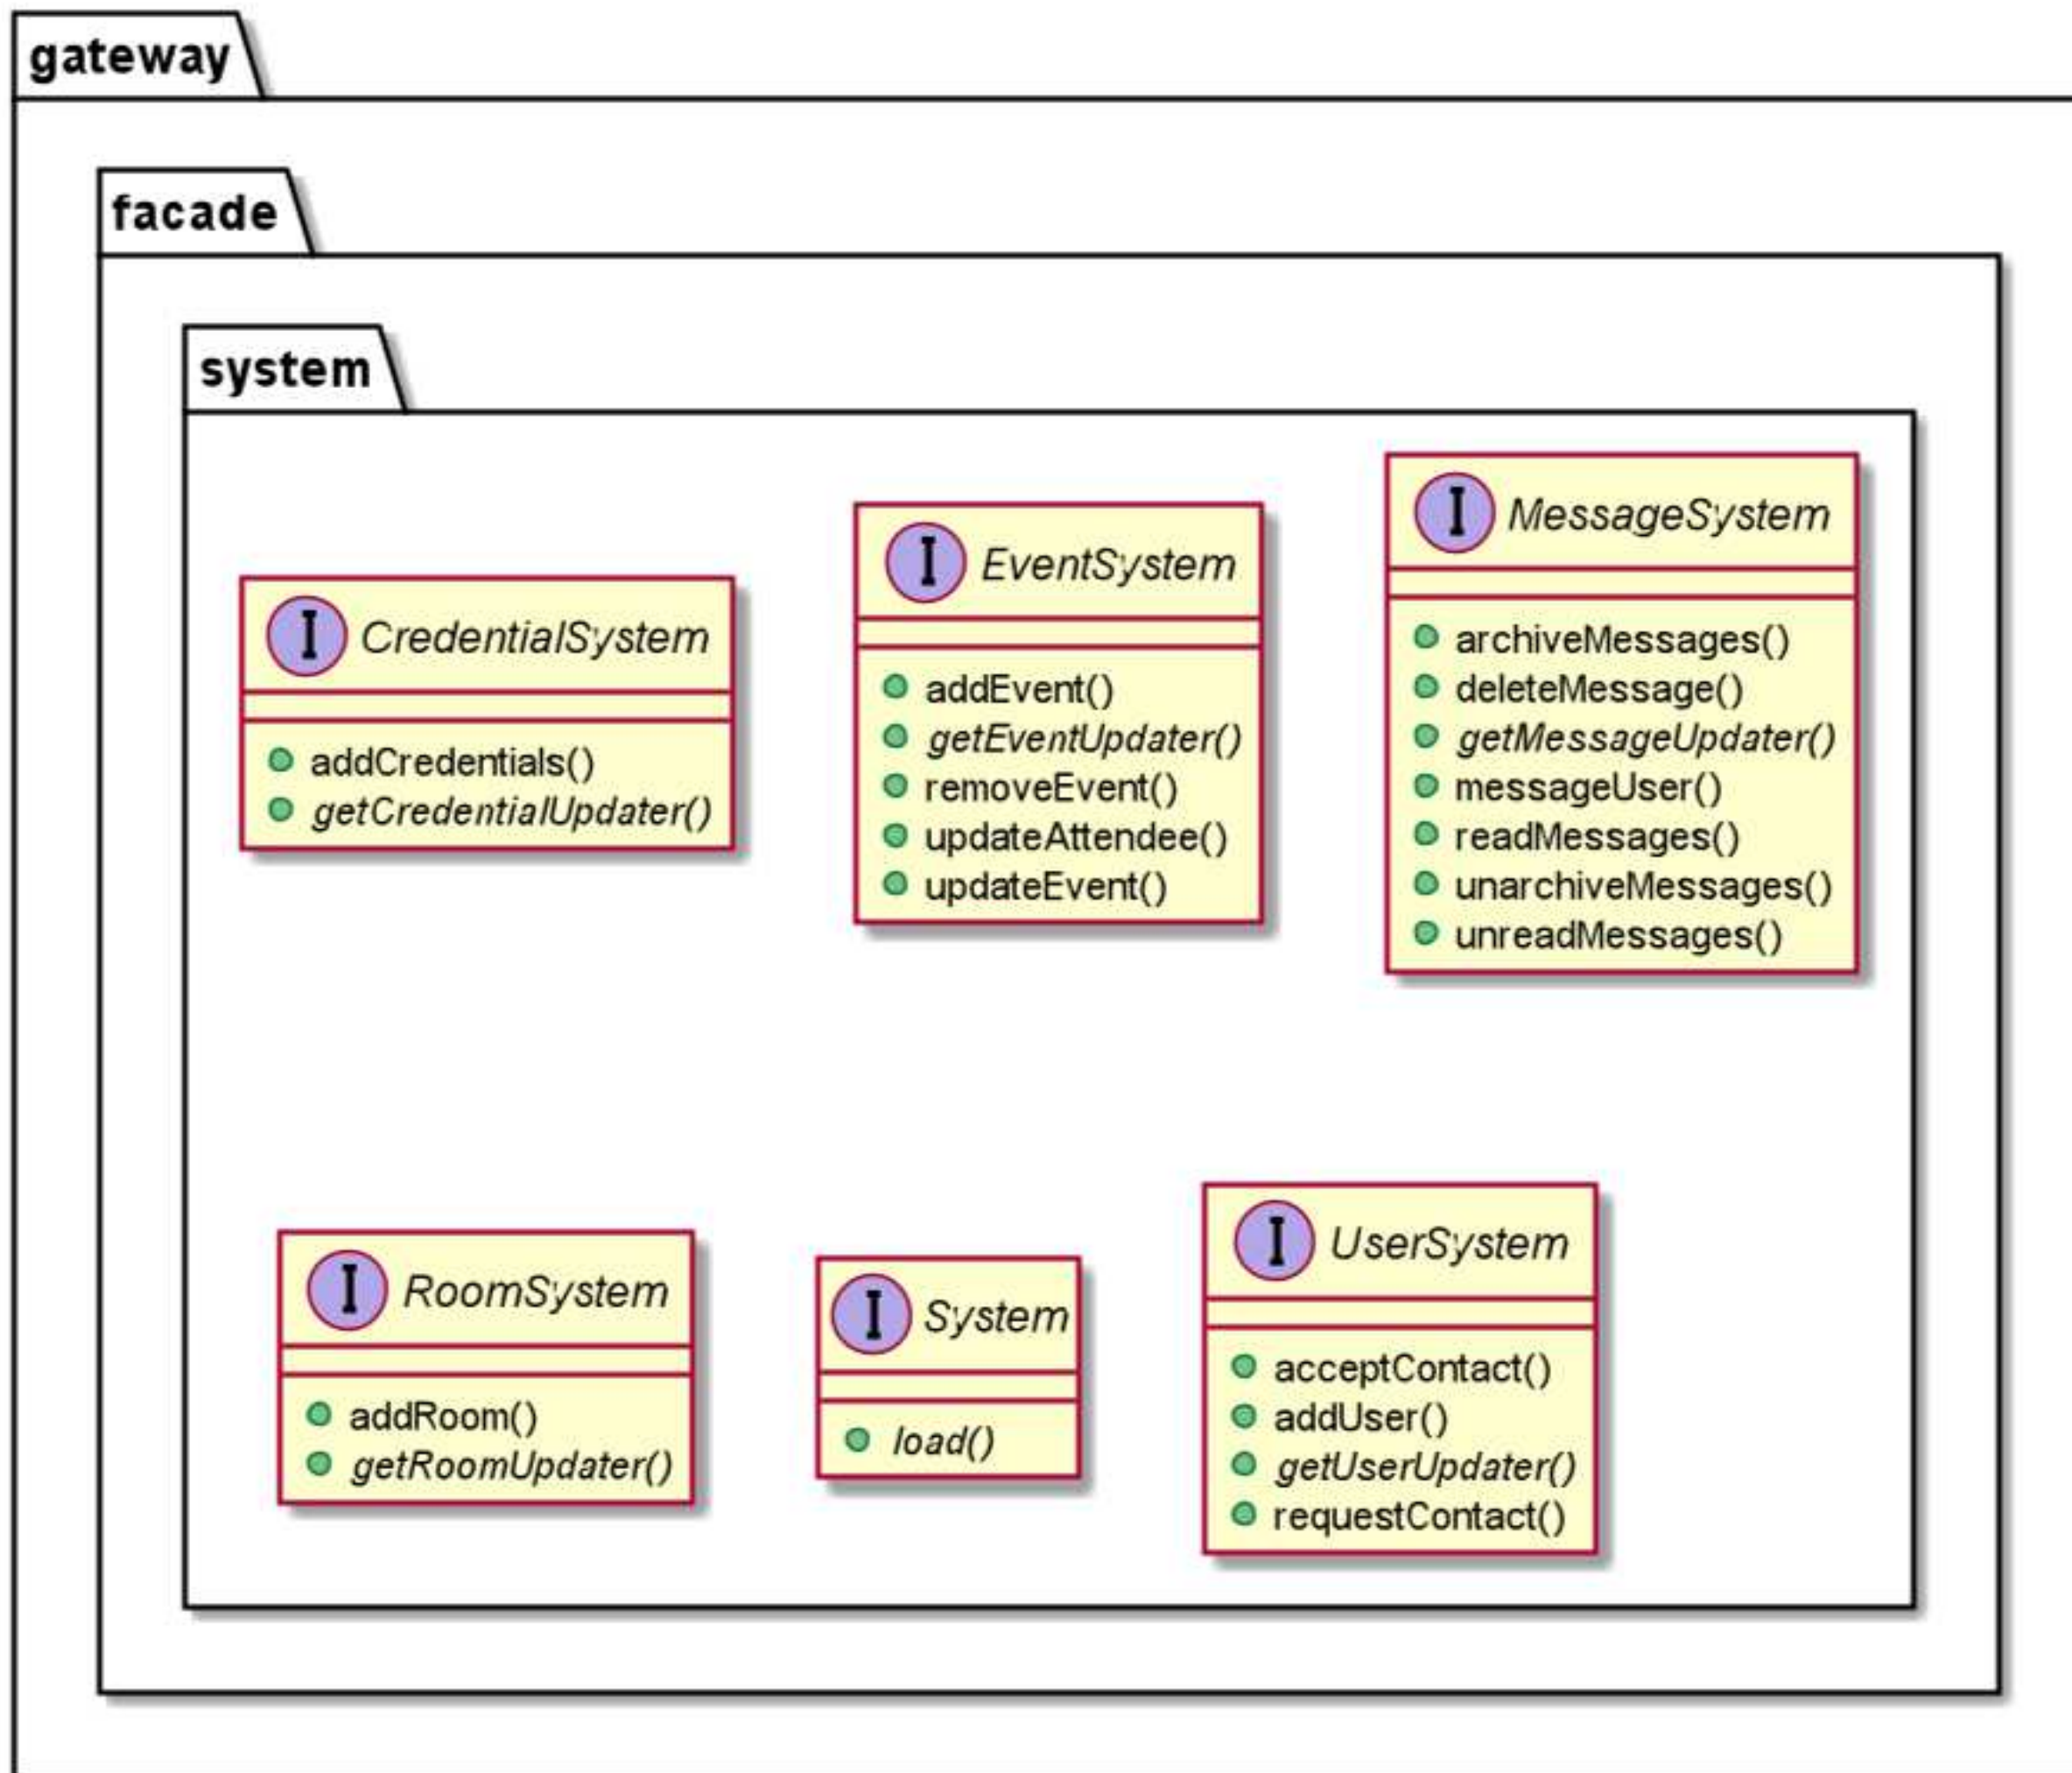 gateway
facade
system
I CredentialSystem
addCredentials()
getCredentialUpdater()
I EventSystem
addEvent()
getEventUpdater()
removeEvent()
updateAttendee()
updateEvent()
I MessageSystem
archiveMessages()
deleteMessage()
getMessageUpdater()
messageUser()
readMessages()
unarchiveMessages()
unreadMessages()
I RoomSystem
addRoom()
getRoomUpdater()
I System
load()
I UserSystem
acceptContact()
addUser()
getUserUpdater()
requestContact()